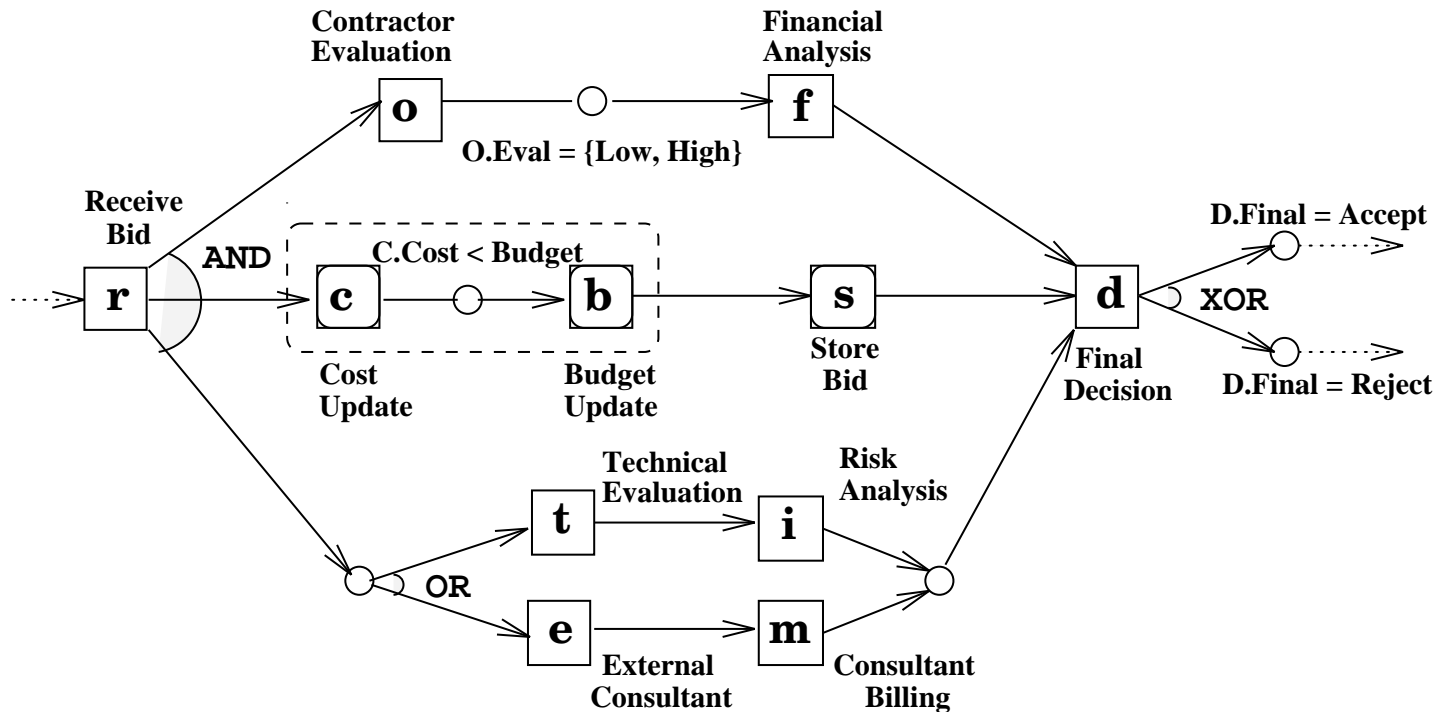 Contractor
Evaluation
Financial
Analysis
o
f
O.Eval = {Low, High}
Receive
Bid
AND
C.Cost < Budget
r
c
b
s
d
XOR
D.Final = Accept
D.Final = Reject
Cost
Update
Budget
Update
Store
Bid
Final
Decision
Technical
Evaluation
Risk
Analysis
t
i
OR
e
m
External
Consultant
Consultant
Billing